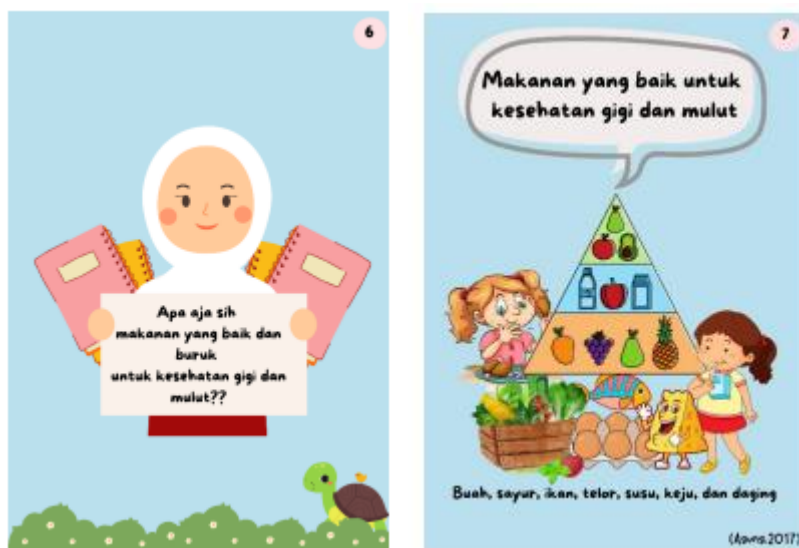 6
Apa aja sih
makanan yang baik dan
buruk
untuk kesehatan gigi dan
mulut??
7
Makanan yang baik untuk
kesehatan gigi dan mulut
Buah, sayur, ikan, telor, susu, keju, dan daging
2017)